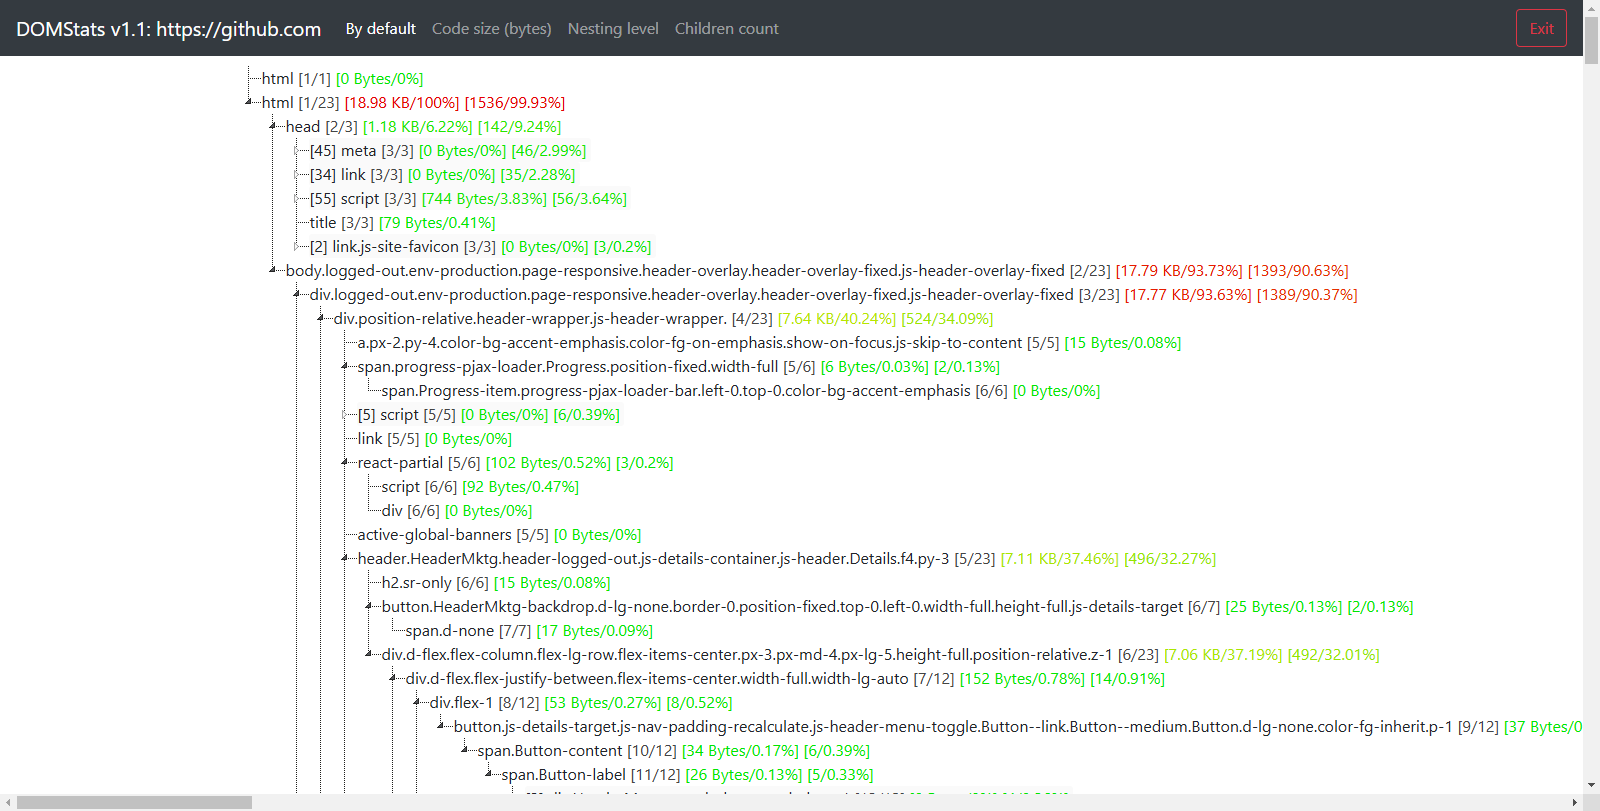 DOMStats v1.1: https://github.com By default Code size (bytes) Nesting level Children count Exit
html [1/1] [0 Bytes/0%]
html [1/23] [18.98 KB/100%] [1536/99.93%]
head [2/3] [1.18 KB/6.22%] [142/9.24%]
[45] meta [3/3] [0 Bytes/0%] [46/2.99%]
[34] link [3/3] [0 Bytes/0%] [35/2.28%]
[55] script [3/3] [744 Bytes/3.83%] [56/3.64%]
title [3/3] [79 Bytes/0.41%]
[2] link.js-site-favicon [3/3] [0 Bytes/0%] [3/0.2%]
body.logged-out.env-production.page-responsive.header-overlay.header-overlay-fixed.js-header-overlay-fixed [2/23] [17.79 KB/93.73%] [1393/90.63%]
div.logged-out.env-production.page-responsive.header-overlay.header-overlay-fixed.js-header-overlay-fixed [3/23] [17.77 KB/93.63%] [1389/90.37%]
div.position-relative.header-wrapper.js-header-wrapper. [4/23] [7.64 KB/40.24%] [524/34.09%]
a.px-2.py-4.color-bg-accent-emphasis.color-fg-on-emphasis.show-on-focus.js-skip-to-content [5/5] [15 Bytes/0.08%]
span.progress-pjax-loader.Progress.position-fixed.width-full [5/6] [6 Bytes/0.03%] [2/0.13%]
span.Progress-item.progress-pjax-loader-bar.left-0.top-0.color-bg-accent-emphasis [6/6] [0 Bytes/0%]
[5] script [5/5] [0 Bytes/0%] [6/0.39%]
link [5/5] [0 Bytes/0%]
react-partial [5/6] [102 Bytes/0.52%] [3/0.2%]
script [6/6] [92 Bytes/0.47%]
div [6/6] [0 Bytes/0%]
active-global-banners [5/5] [0 Bytes/0%]
header.HeaderMktg.header-logged-out.js-details-container.js-header.Details.f4.py-3 [5/23] [7.11 KB/37.46%] [496/32.27%]
h2.sr-only [6/6] [15 Bytes/0.08%]
button.HeaderMktg-backdrop.d-lg-none.border-0.position-fixed.top-0.left-0.width-full.height-full.js-details-target [6/7] [25 Bytes/0.13%] [2/0.13%]
span.d-none [7/7] [17 Bytes/0.09%]
div.d-flex.flex-column.flex-lg-row.flex-items-center.px-3.px-md-4.px-lg-5.height-full.position-relative.z-1 [6/23] [7.06 KB/37.19%] [492/32.01%]
div.d-flex.flex-justify-between.flex-items-center.width-full.width-lg-auto [7/12] [152 Bytes/0.78%] [14/0.91%]
div.flex-1 [8/12] [53 Bytes/0.27%] [8/0.52%]
button.js-details-target.js-nav-padding-recalculate.js-header-menu-toggle.Button--link.Button--medium.Button.d-lg-none.color-fg-inherit.p-1 [9/12] [37 Bytes/0
span.Button-content [10/12] [34 Bytes/0.17%] [6/0.39%]
span.Button-label [11/12] [26 Bytes/0.13%] [5/0.33%]